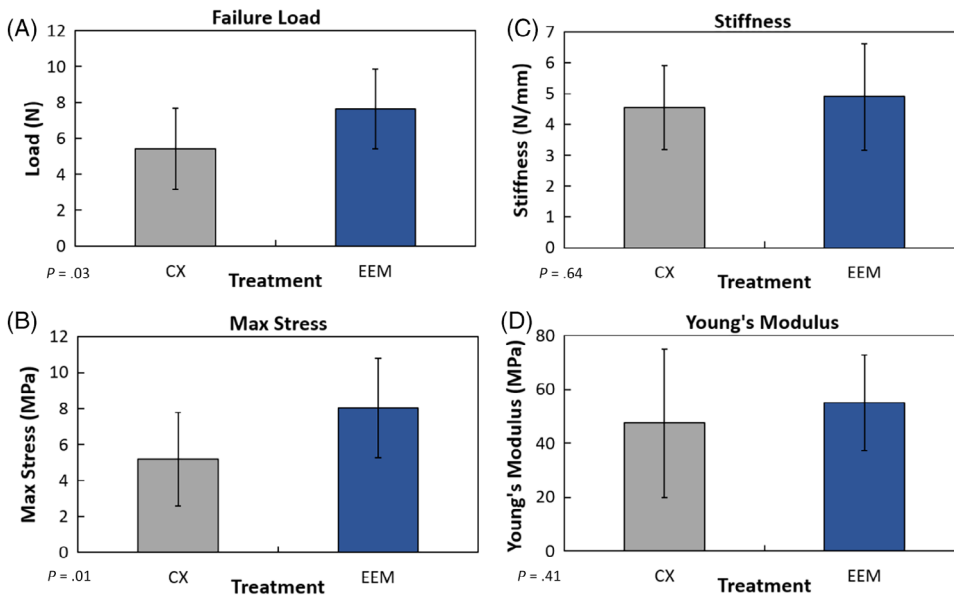 (A)
Failure Load
Load (N)
12
10
8
6
4
2
0
CX
EEM
P = .03
Treatment
(C)
Stiffness
Stiffness (N/mm)
7
6
5
4
3
2
1
0
CX
EEM
P = .64
Treatment
(B)
Max Stress
Max Stress (MPa)
12
10
8
6
4
2
0
CX
EEM
P = .01
Treatment
(D)
Young's Modulus
Young's Modulus (MPa)
80
60
40
20
0
CX
EEM
P = .41
Treatment